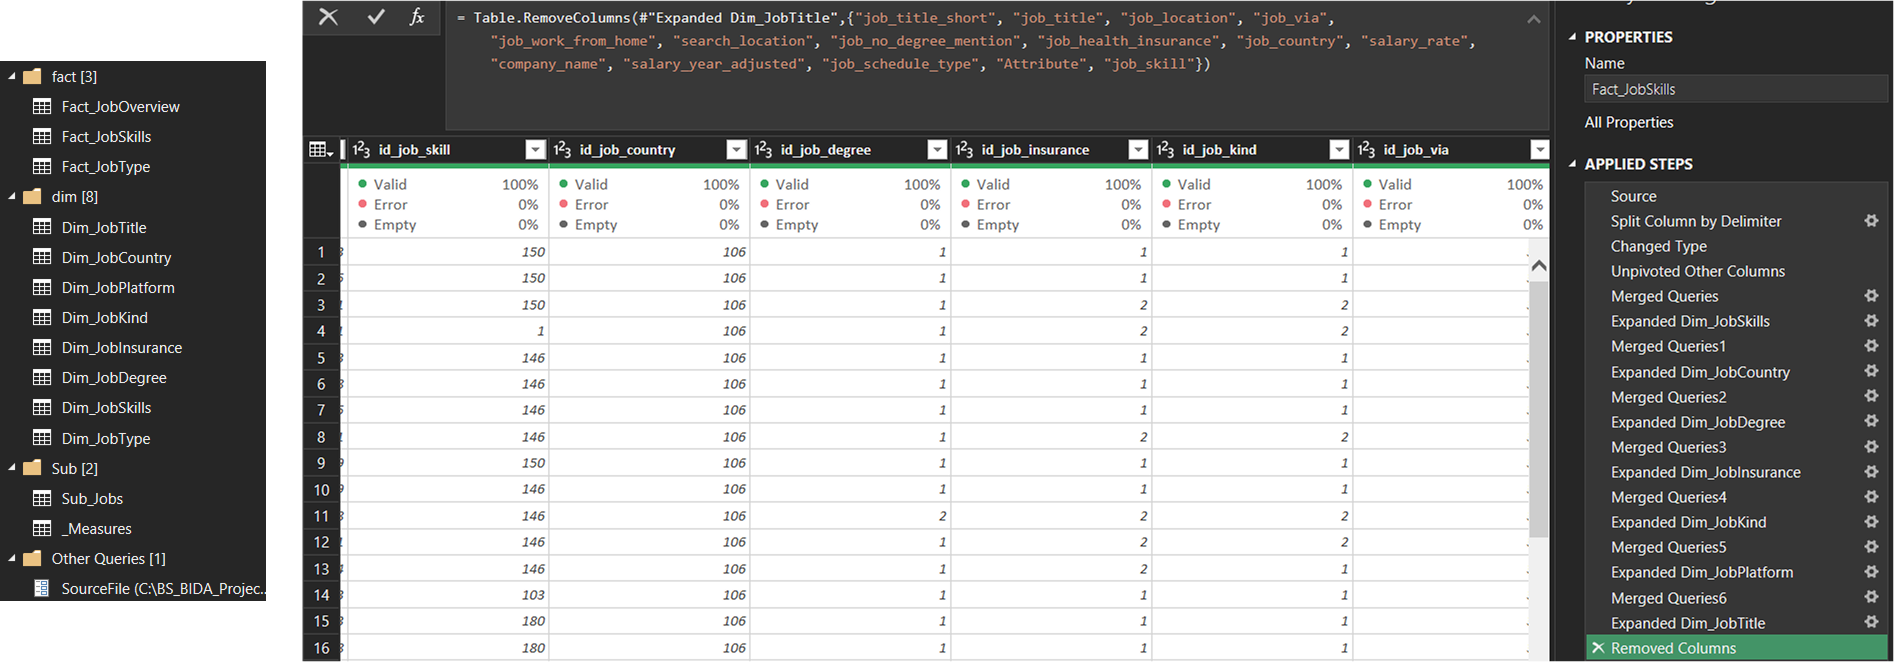 fact [3]
Fact_JobOverview
Fact_JobSkills
Fact_JobType
dim [8]
Dim_JobTitle
Dim_JobCountry
Dim_JobPlatform
Dim_JobKind
Dim_JobInsurance
Dim_JobDegree
Dim_JobSkills
Dim_JobType
Sub [2]
Sub_Jobs
_Measures
Other Queries [1]
SourceFile (C:\BS_BIDA_Projec...
fx = Table.RemoveColumns(#"Expanded Dim_JobTitle",{"job_title_short", "job_title", "job_location", "job_via",
"job_work_from_home", "search_location", "job_no_degree_mention", "job_health_insurance", "job_country", "salary_rate",
"company_name", "salary_year_adjusted", "job_schedule_type", "Attribute", "job_skill"})
123 id_job_skill 123 id_job_country 123 id_job_degree 123 id_job_insurance 123 id_job_kind 123 id_job_via
Valid 100% Valid 100% Valid 100% Valid 100% Valid 100% Valid 100%
Error 0% Error 0% Error 0% Error 0% Error 0% Error 0%
Empty 0% Empty 0% Empty 0% Empty 0% Empty 0% Empty 0%
1 150 106 1 1 1
2 150 106 1 1 1
3 150 106 1 2 2
4 1 106 1 2 2
5 146 106 1 1 1
6 146 106 1 1 1
7 146 106 1 1 1
8 146 106 1 2 2
9 150 106 1 1 1
10 146 106 1 1 1
11 146 106 2 2 2
12 146 106 1 2 2
13 146 106 1 2 1
14 103 106 1 1 1
15 180 106 1 1 1
16 180 106 1 1 1
PROPERTIES
Name
Fact_JobSkills
All Properties
APPLIED STEPS
Source
Split Column by Delimiter
Changed Type
Unpivoted Other Columns
Merged Queries
Expanded Dim_JobSkills
Merged Queries1
Expanded Dim_JobCountry
Merged Queries2
Expanded Dim_JobDegree
Merged Queries3
Expanded Dim_JobInsurance
Merged Queries4
Expanded Dim_JobKind
Merged Queries5
Expanded Dim_JobPlatform
Merged Queries6
Expanded Dim_JobTitle
Removed Columns